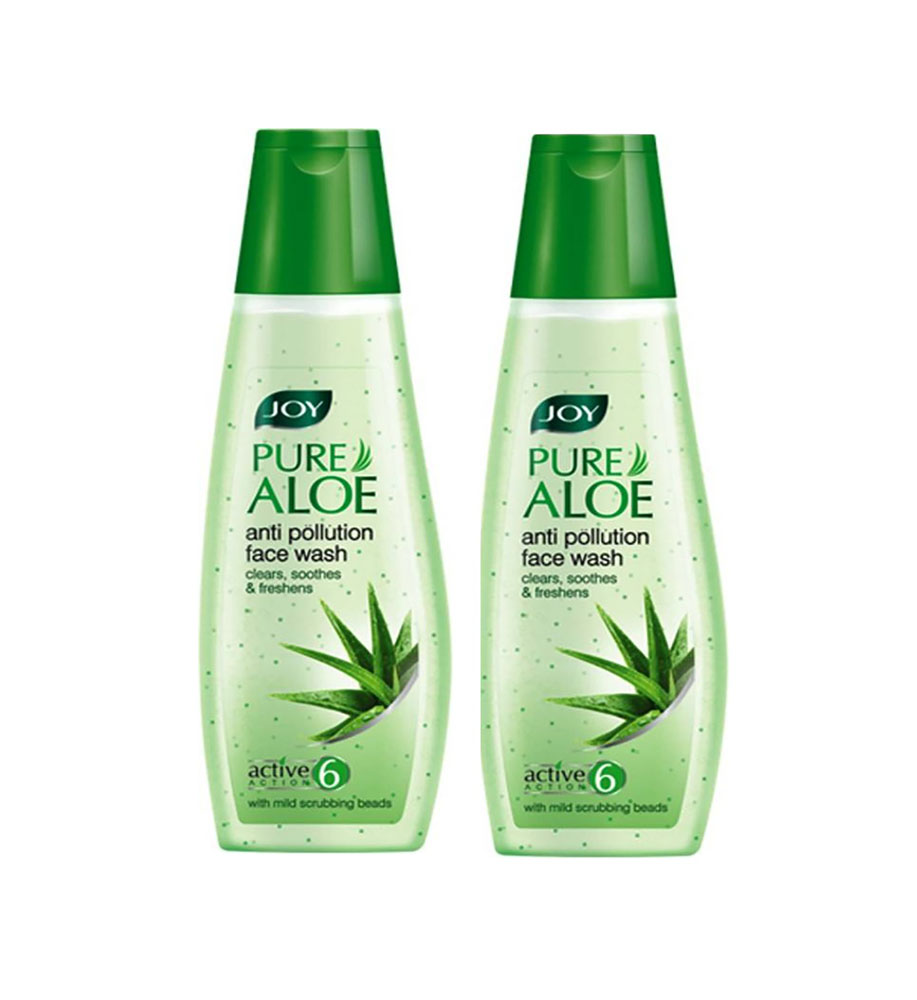 JOY
PURE
ALOE
anti pollution
face wash
clears, soothes
& freshens
active 6
ACTION
with mild scrubbing beads
JOY
PURE
ALOE
anti pollution
face wash
clears, soothes
& freshens
active 6
ACTION
with mild scrubbing beads